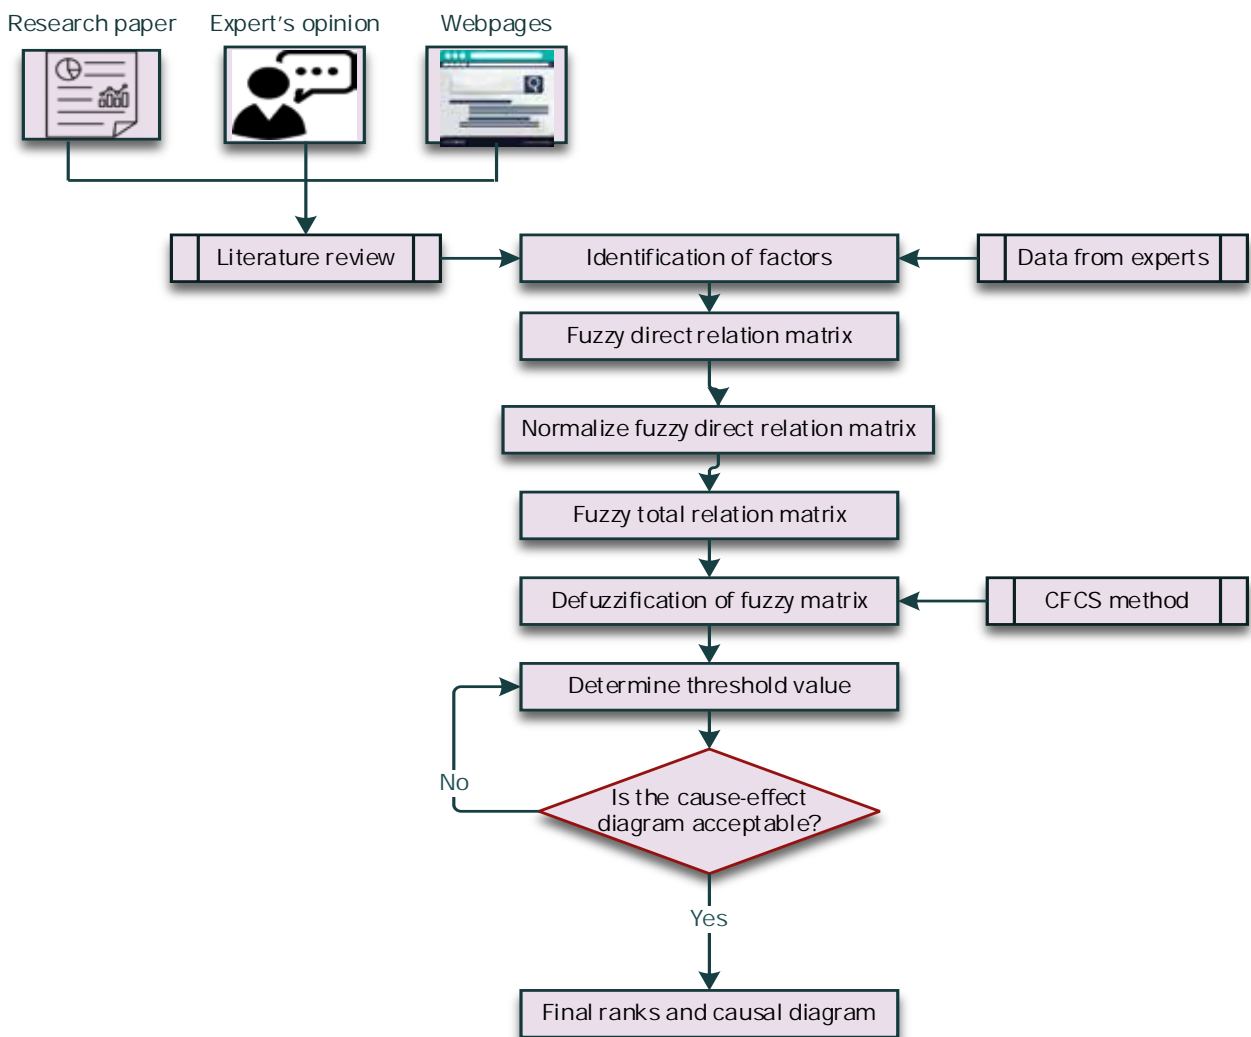 Research paper
Expert's opinion
Webpages
Literature review
Identification of factors
Data from experts
Fuzzy direct relation matrix
Normalize fuzzy direct relation matrix
Fuzzy total relation matrix
Defuzzification of fuzzy matrix
CFCS method
Determine threshold value
No
Is the cause-effect
diagram acceptable?
Yes
Final ranks and causal diagram